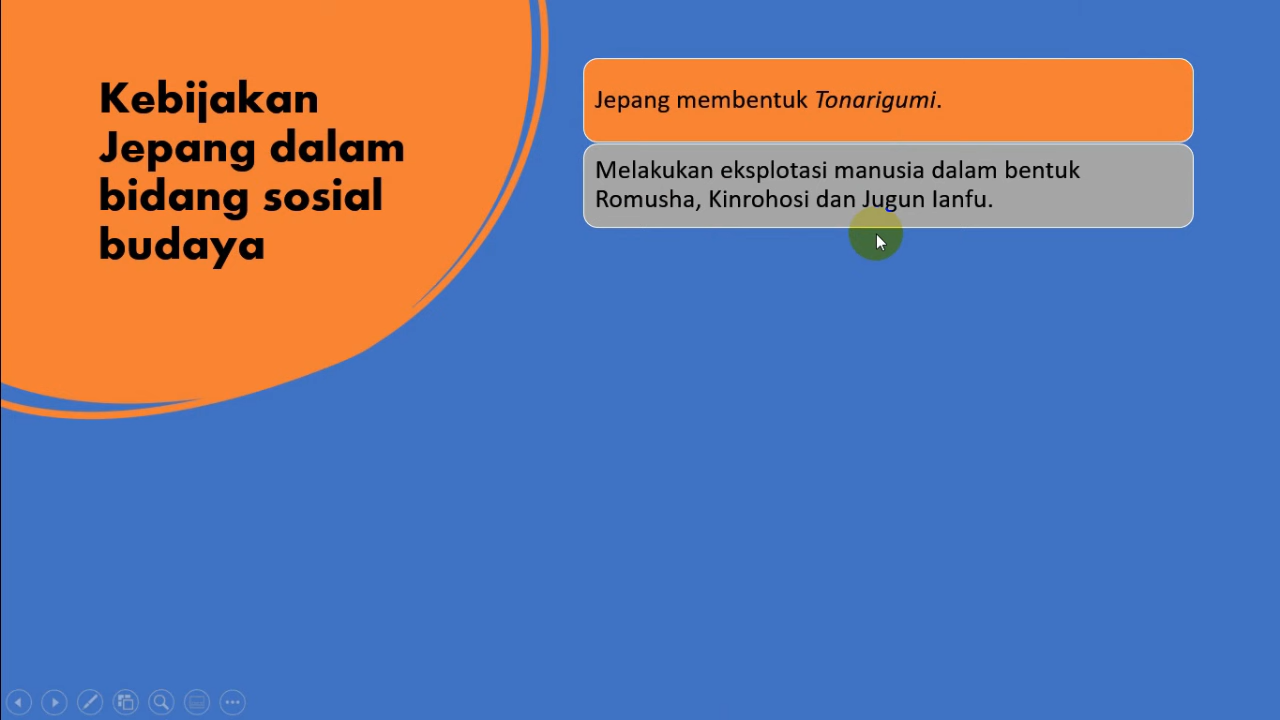 Kebijakan
Jepang dalam
bidang sosial
budaya
Jepang membentuk Tonarigumi.
Melakukan eksplotasi manusia dalam bentuk
Romusha, Kinrohosi dan Jugun Ianfu.